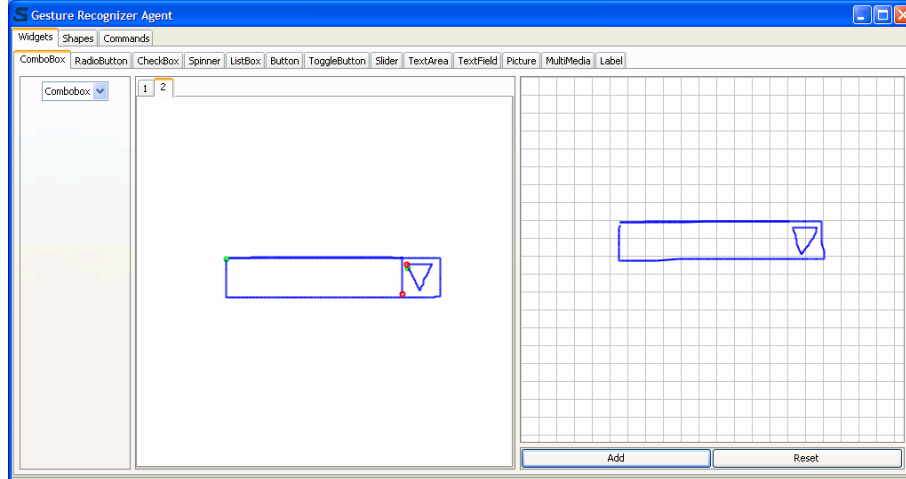 Gesture Recognizer Agent
Widgets Shapes Commands
ComboBox RadioButton CheckBox Spinner ListBox Button ToggleButton Slider TextArea TextField Picture MultiMedia Label
Combobox 1 2
Add Reset